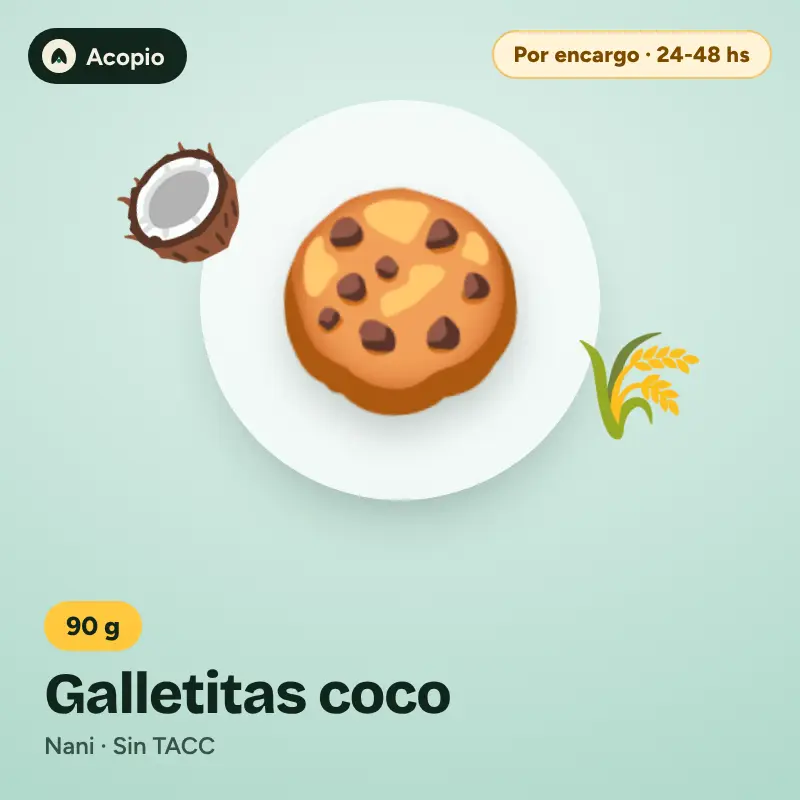 Acopio
Por encargo · 24-48 hs
90 g
Galletitas coco
Nani · Sin TACC